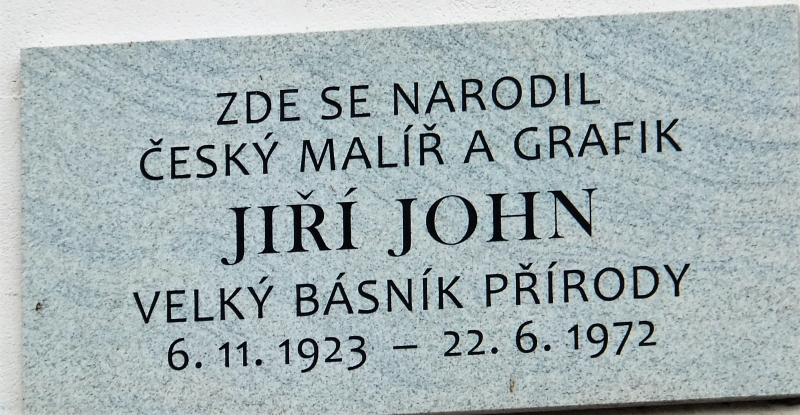 ZDE SE NARODIL
ČESKÝ MALÍŘ A GRAFIK
JIŘÍ JOHN
VELKÝ BÁSNÍK PŘÍRODY
6. 11. 1923 – 22. 6. 1972